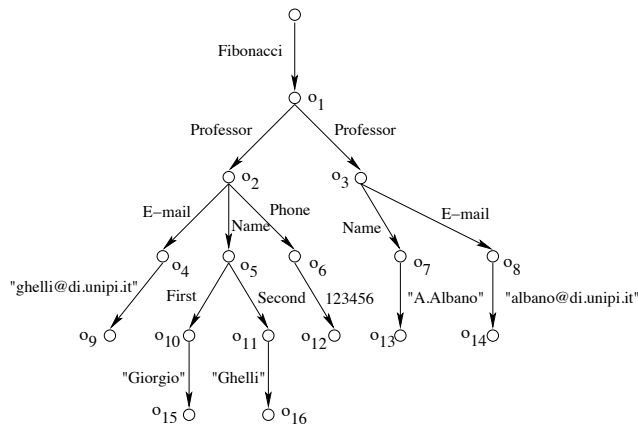 Fibonacci
o1
Professor
Professor
o2
o3
E−mail
Name
Phone
Name
E−mail
o4
o5
o6
o7
o8
"ghelli@di.unipi.it"
First
Second
123456
"A.Albano"
"albano@di.unipi.it"
o9
o10
o11
o12
o13
o14
"Giorgio"
"Ghelli"
o15
o16